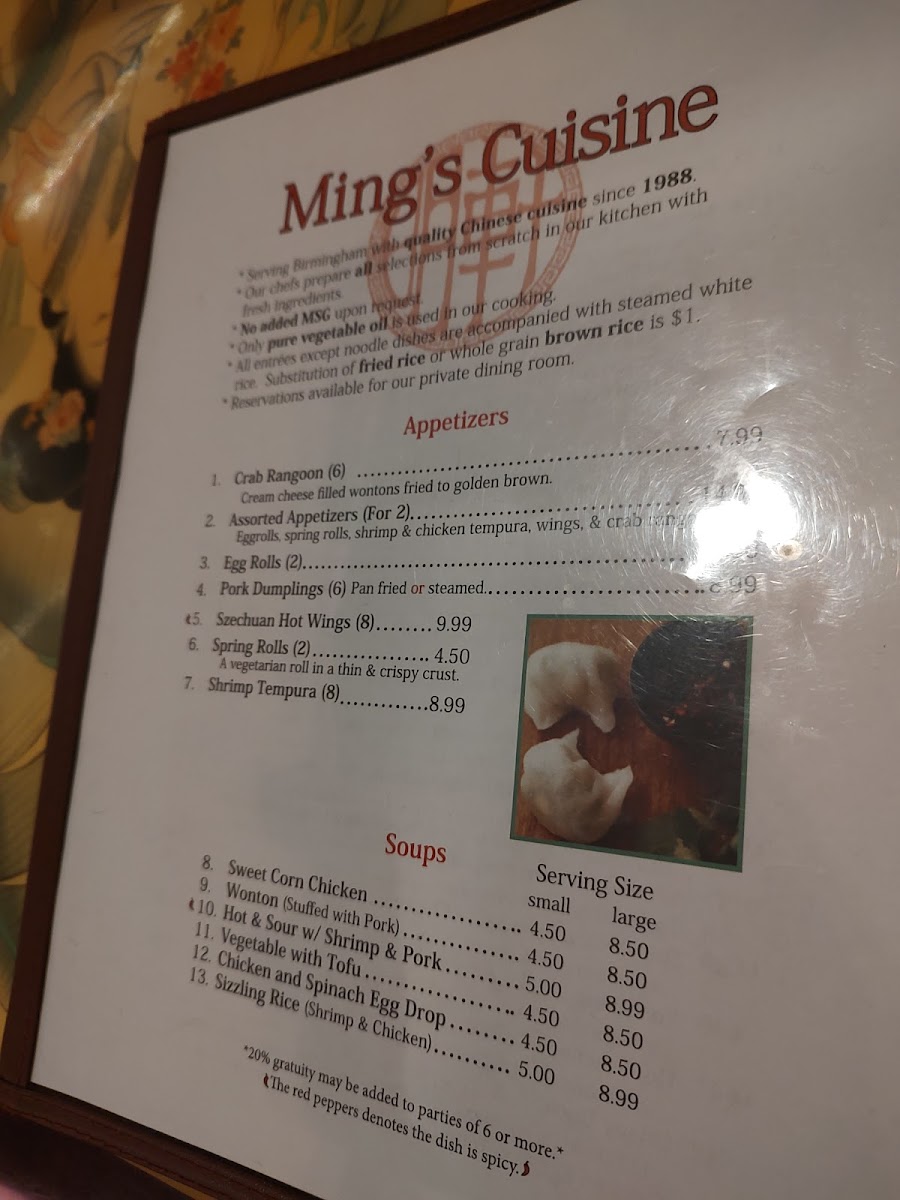 Ming's Cuisine
* Serving Birmingham with quality Chinese cuisine since 1988.
* Our chefs prepare all selections from scratch in our kitchen with
fresh ingredients.
* No added MSG upon request.
* Only pure vegetable oil is used in our cooking.
* All entrées except noodle dishes are accompanied with steamed white
rice. Substitution of fried rice or whole grain brown rice is $1.
* Reservations available for our private dining room.
Appetizers
1. Crab Rangoon (6) 7.99
Cream cheese filled wontons fried to golden brown.
2. Assorted Appetizers (For 2)
Eggrolls, spring rolls, shrimp & chicken tempura, wings, & crab
3. Egg Rolls (2)
4. Pork Dumplings (6) Pan fried or steamed.
5. Szechuan Hot Wings (8) 9.99
6. Spring Rolls (2) 4.50
A vegetarian roll in a thin & crispy crust.
7. Shrimp Tempura (8) 8.99
Soups
Serving Size
small large
8. Sweet Corn Chicken 4.50 8.50
9. Wonton (Stuffed with Pork) 4.50 8.50
10. Hot & Sour w/ Shrimp & Pork 5.00 8.99
11. Vegetable with Tofu 4.50 8.50
12. Chicken and Spinach Egg Drop 4.50 8.50
13. Sizzling Rice (Shrimp & Chicken) 5.00 8.99
*20% gratuity may be added to parties of 6 or more.*
The red peppers denotes the dish is spicy.